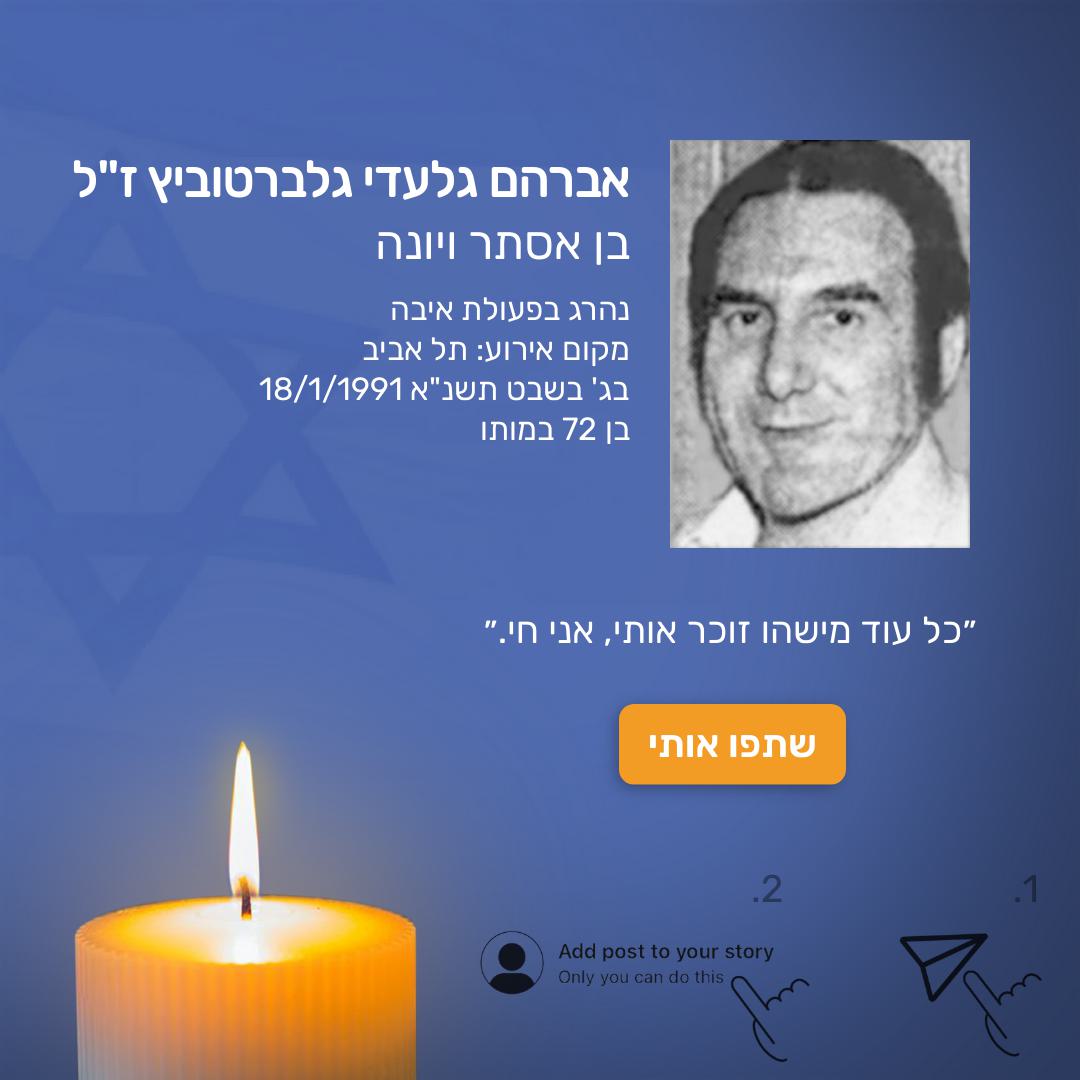 אברהם גלעדי גלברטוביץ ז"ל
בן אסתר ויונה
נהרג בפעולת איבה
מקום אירוע: תל אביב
בג' בשבט תשנ"א 18/1/1991
בן 72 במותו
״כל עוד מישהו זוכר אותי, אני חי.״
שתפו אותי
1.
2.
Add post to your story
Only you can do this